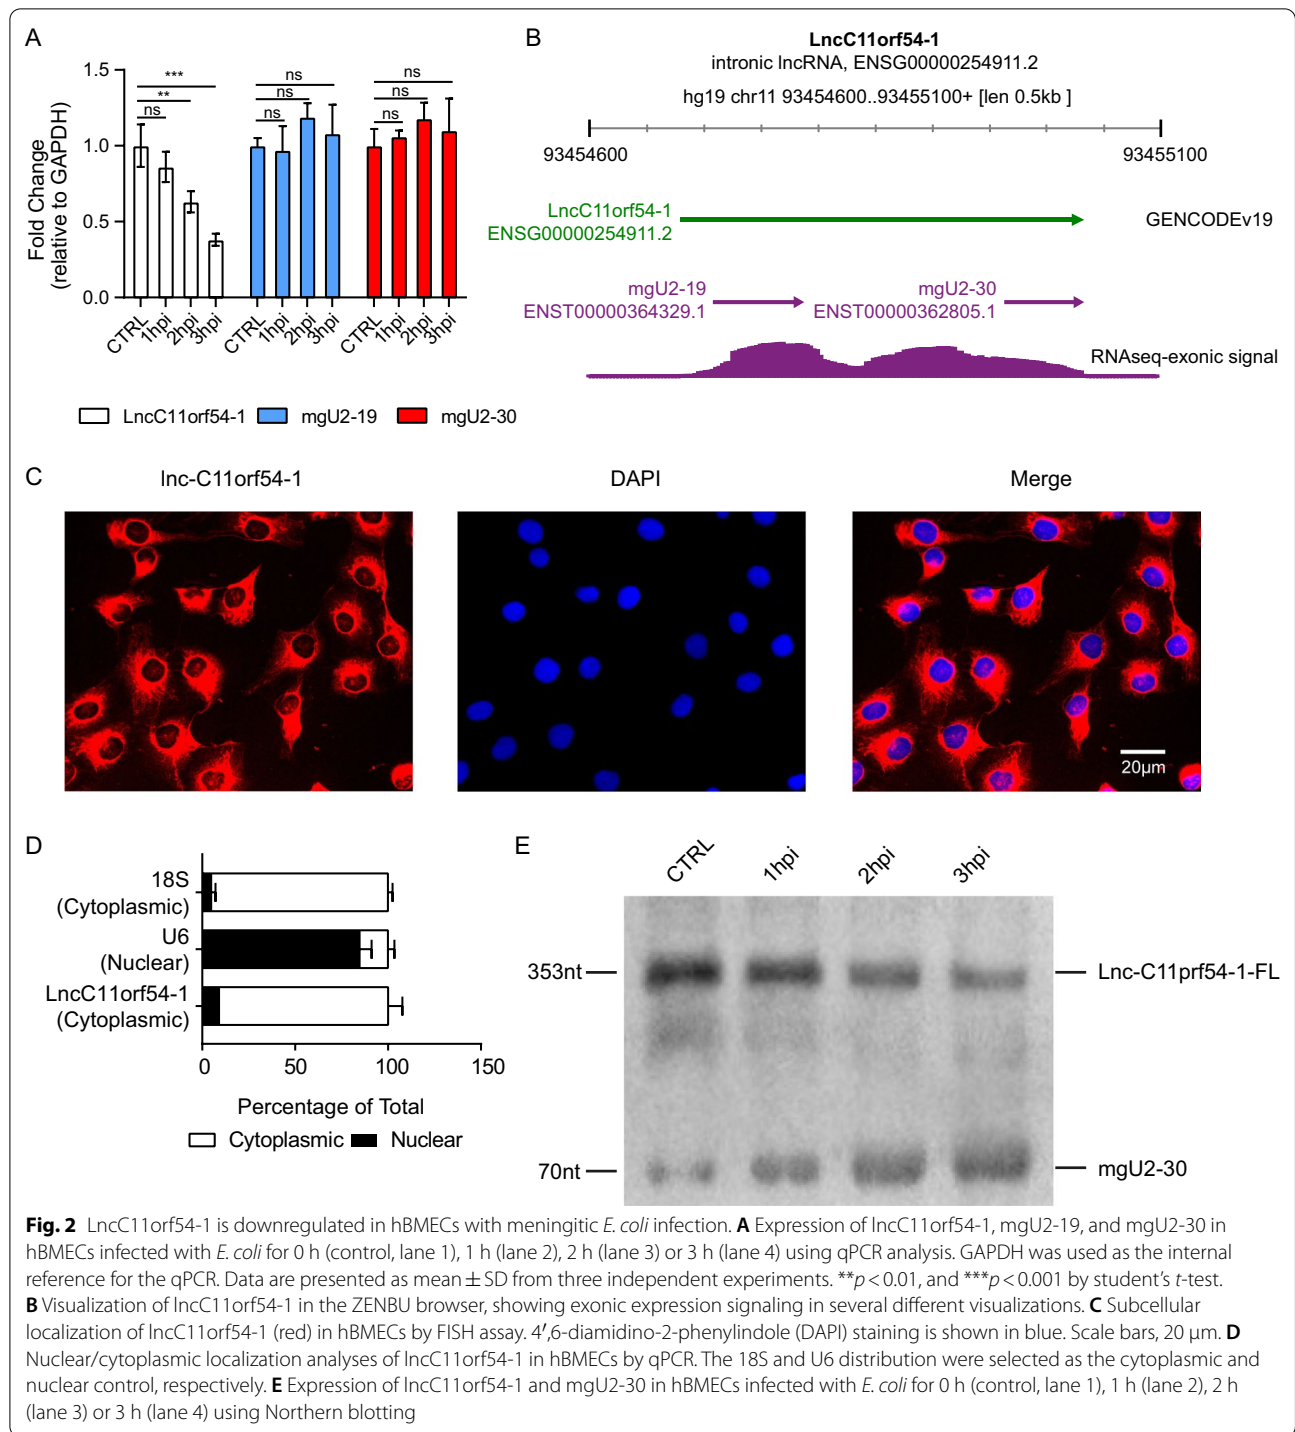 A
1.5
1.0
0.5
0.0
Fold Change
(relative to GAPDH)
***
**
ns
ns
ns
ns
ns
ns
ns
CTRL
1hpi
2hpi
3hpi
CTRL
1hpi
2hpi
3hpi
CTRL
1hpi
2hpi
3hpi
LncC11orf54-1 mgU2-19 mgU2-30
B
LncC11orf54-1
intronic lncRNA, ENSG00000254911.2
hg19 chr11 93454600..93455100+ [len 0.5kb ]
93454600 93455100
LncC11orf54-1
ENSG00000254911.2
GENCODEv19
mgU2-19 mgU2-30
ENST00000364329.1 ENST00000362805.1
RNAseq-exonic signal
C
lnc-C11orf54-1 DAPI Merge
20μm
D
18S
(Cytoplasmic)
U6
(Nuclear)
LncC11orf54-1
(Cytoplasmic)
0 50 100 150
Percentage of Total
Cytoplasmic Nuclear
E
CTRL 1hpi 2hpi 3hpi
353nt Lnc-C11prf54-1-FL
70nt mgU2-30
Fig. 2 LncC11orf54-1 is downregulated in hBMECs with meningitic E. coli infection. A Expression of lncC11orf54-1, mgU2-19, and mgU2-30 in
hBMECs infected with E. coli for 0 h (control, lane 1), 1 h (lane 2), 2 h (lane 3) or 3 h (lane 4) using qPCR analysis. GAPDH was used as the internal
reference for the qPCR. Data are presented as mean ± SD from three independent experiments. **p < 0.01, and ***p < 0.001 by student's t-test.
B Visualization of lncC11orf54-1 in the ZENBU browser, showing exonic expression signaling in several different visualizations. C Subcellular
localization of lncC11orf54-1 (red) in hBMECs by FISH assay. 4′,6-diamidino-2-phenylindole (DAPI) staining is shown in blue. Scale bars, 20 μm. D
Nuclear/cytoplasmic localization analyses of lncC11orf54-1 in hBMECs by qPCR. The 18S and U6 distribution were selected as the cytoplasmic and
nuclear control, respectively. E Expression of lncC11orf54-1 and mgU2-30 in hBMECs infected with E. coli for 0 h (control, lane 1), 1 h (lane 2), 2 h
(lane 3) or 3 h (lane 4) using Northern blotting